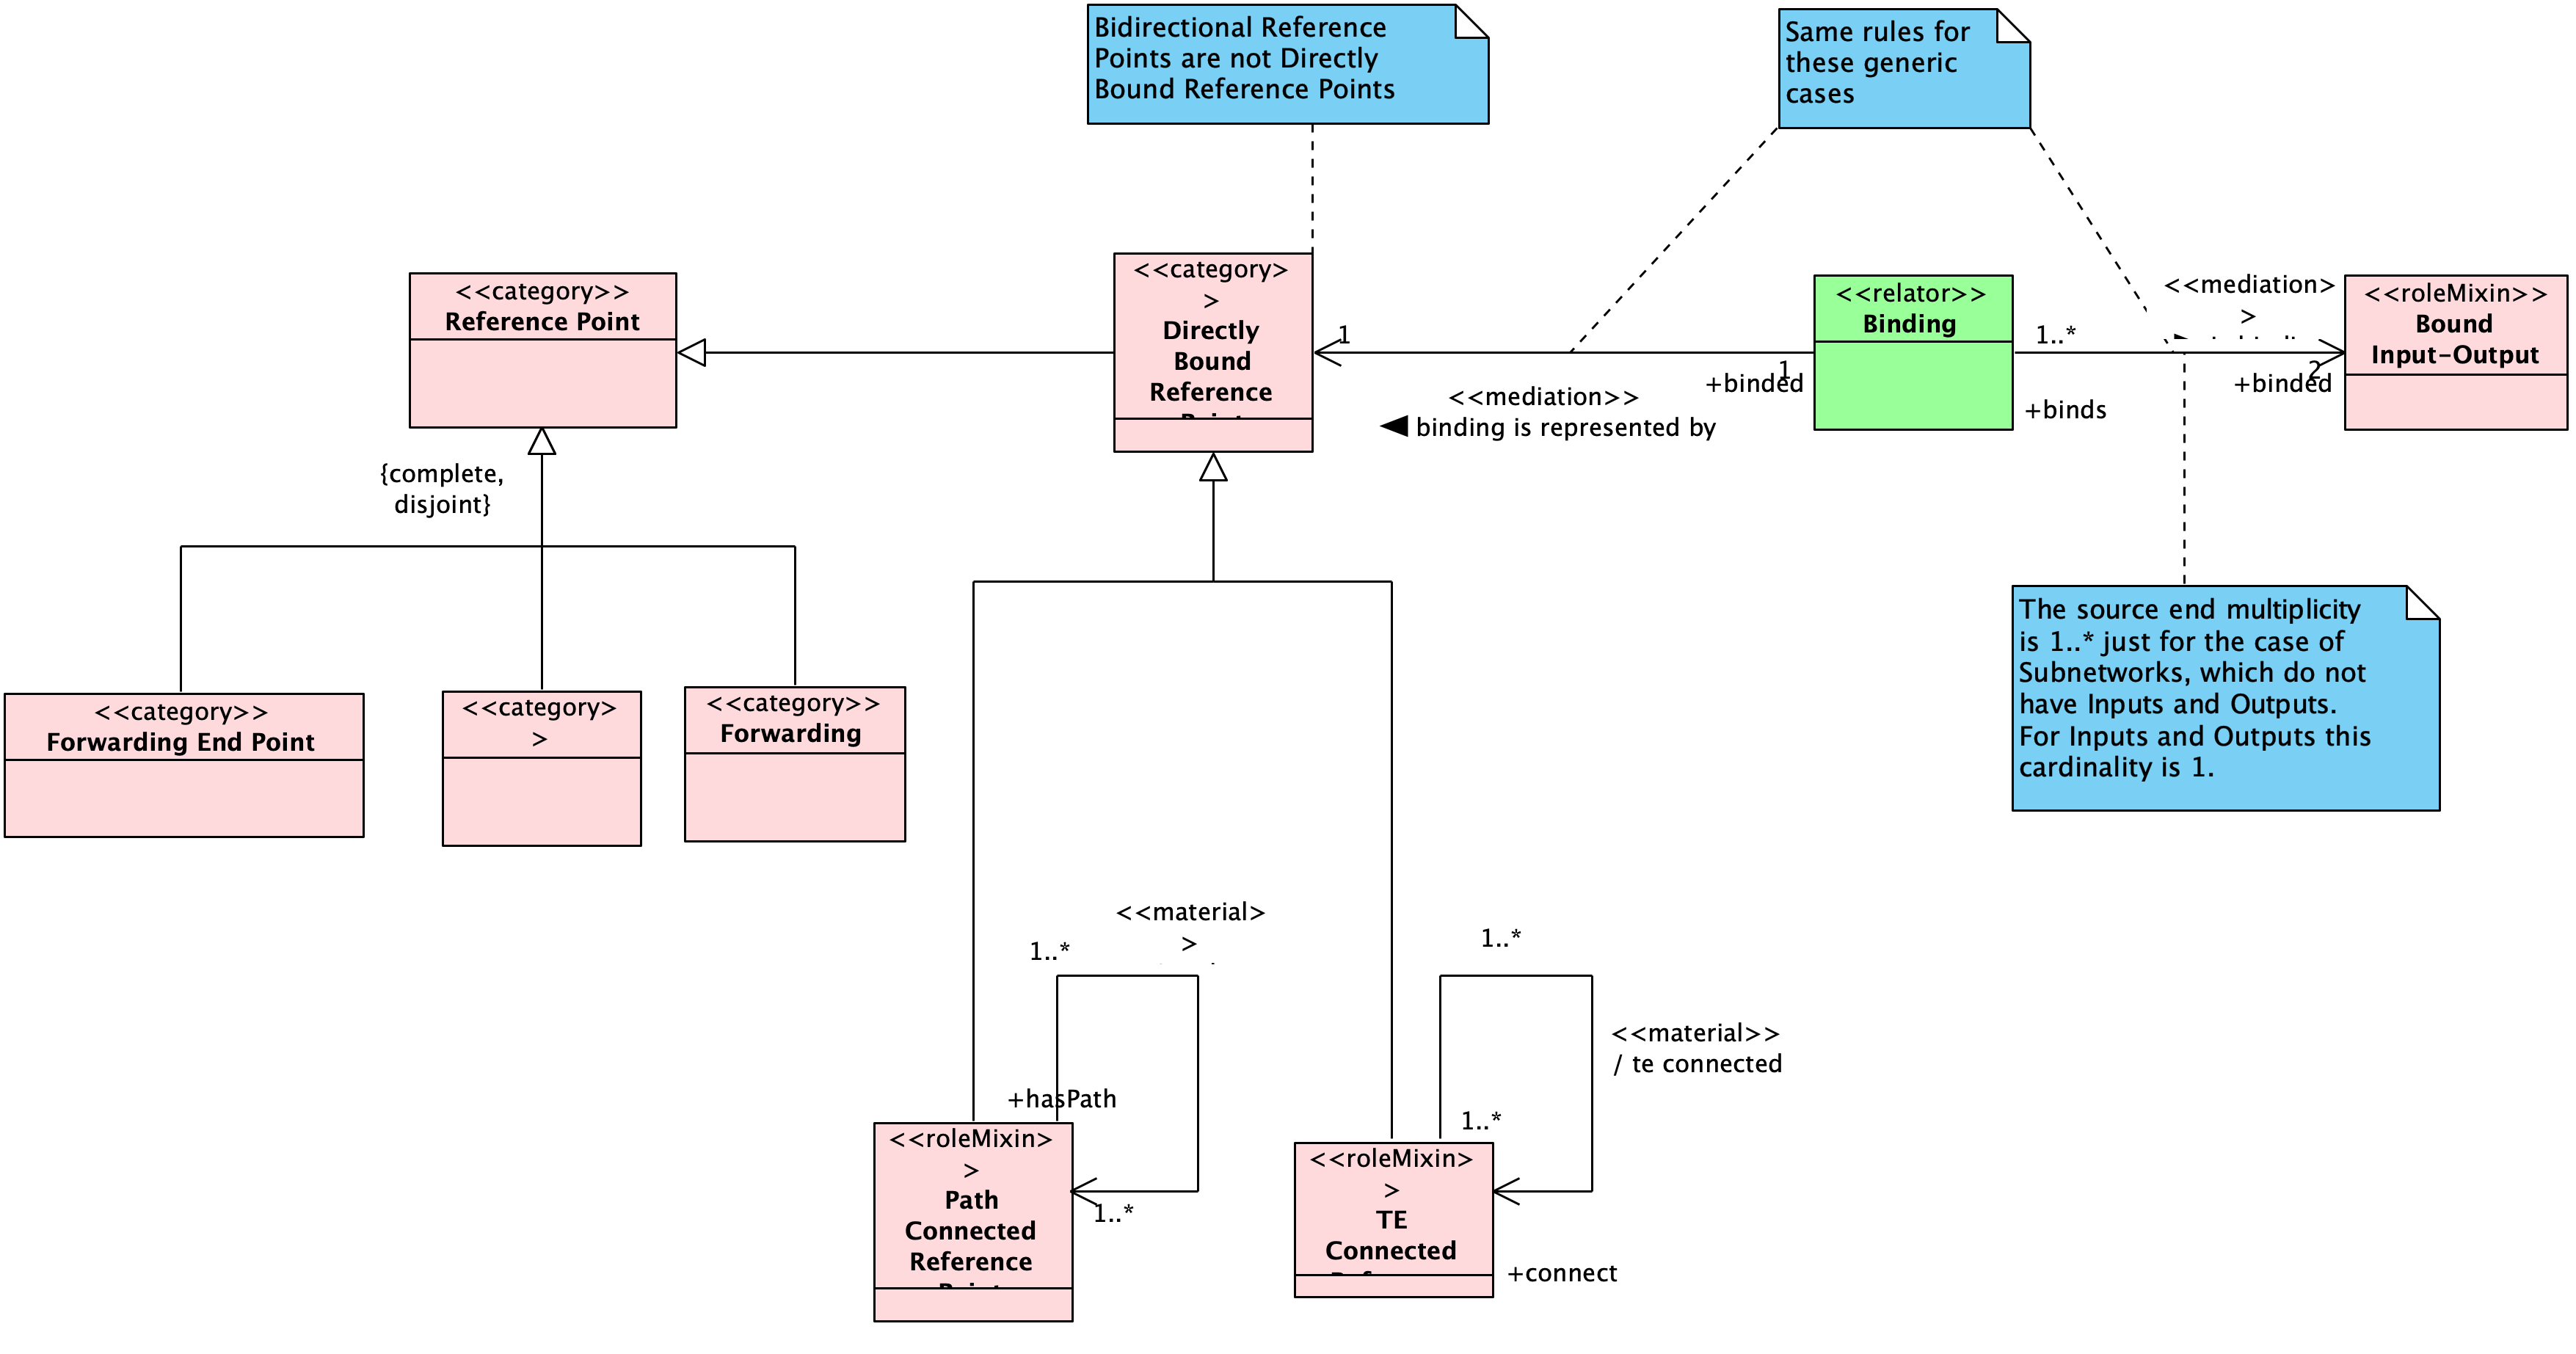 Bidirectional Reference
Points are not Directly
Bound Reference Points
Same rules for
these generic
cases
<<category>>
Reference Point
<<category>
>
Directly
Bound
Reference
1
<<mediation>>
◀ binding is represented by
1
+binded
<<relator>>
Binding
1..*
+binds
<<mediation>
>
2
+binded
<<roleMixin>>
Bound
Input-Output
{complete,
disjoint}
<<category>>
Forwarding End Point
<<category>
>
<<category>>
Forwarding
The source end multiplicity
is 1..* just for the case of
Subnetworks, which do not
have Inputs and Outputs.
For Inputs and Outputs this
cardinality is 1.
<<material>
>
1..*
+hasPath
1..*
<<roleMixin>
>
Path
Connected
Reference
1..*
<<material>>
/ te connected
1..*
<<roleMixin>
>
TE
Connected
+connect